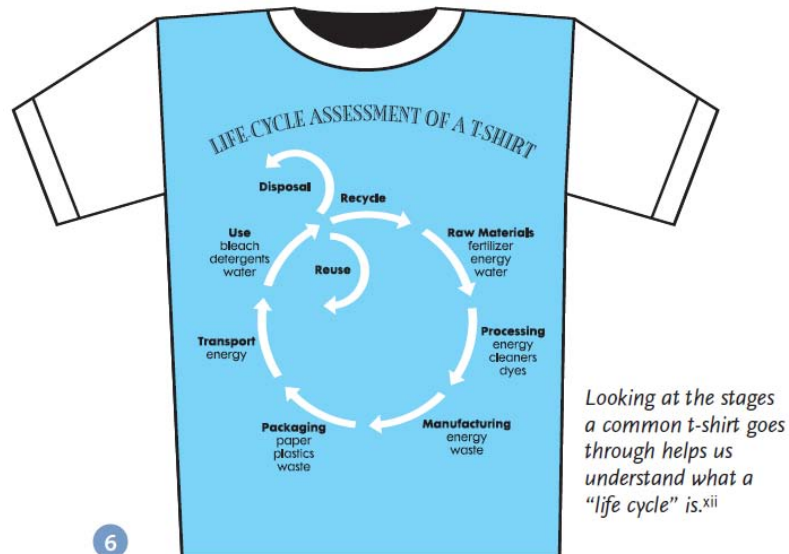 LIFE-CYCLE ASSESSMENT OF A T-SHIRT
Disposal
Recycle
Raw Materials
fertilizer
energy
water
Processing
energy
cleaners
dyes
Manufacturing
energy
waste
Packaging
paper
plastics
waste
Transport
energy
Use
bleach
detergents
water
Reuse
Looking at the stages
a common t-shirt goes
through helps us
understand what a
“life cycle” is.xii
6